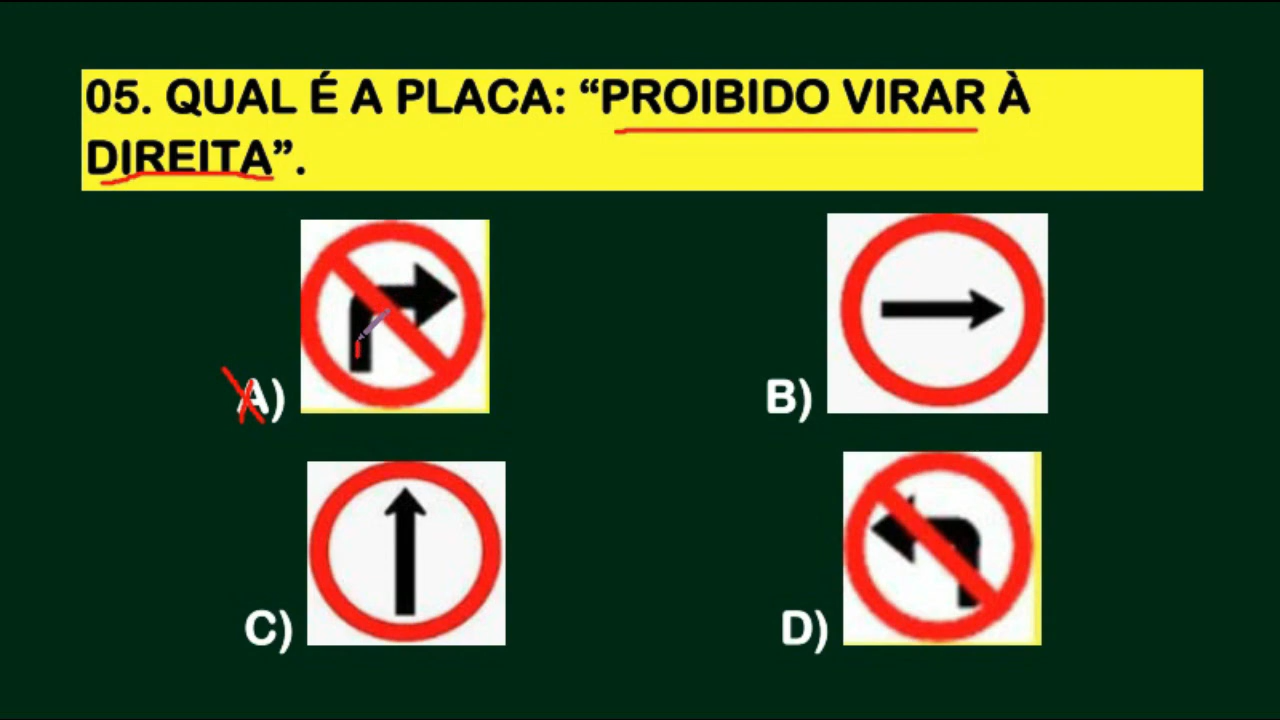 05. QUAL É A PLACA: “PROIBIDO VIRAR À
DIREITA”.
A)
B)
C)
D)